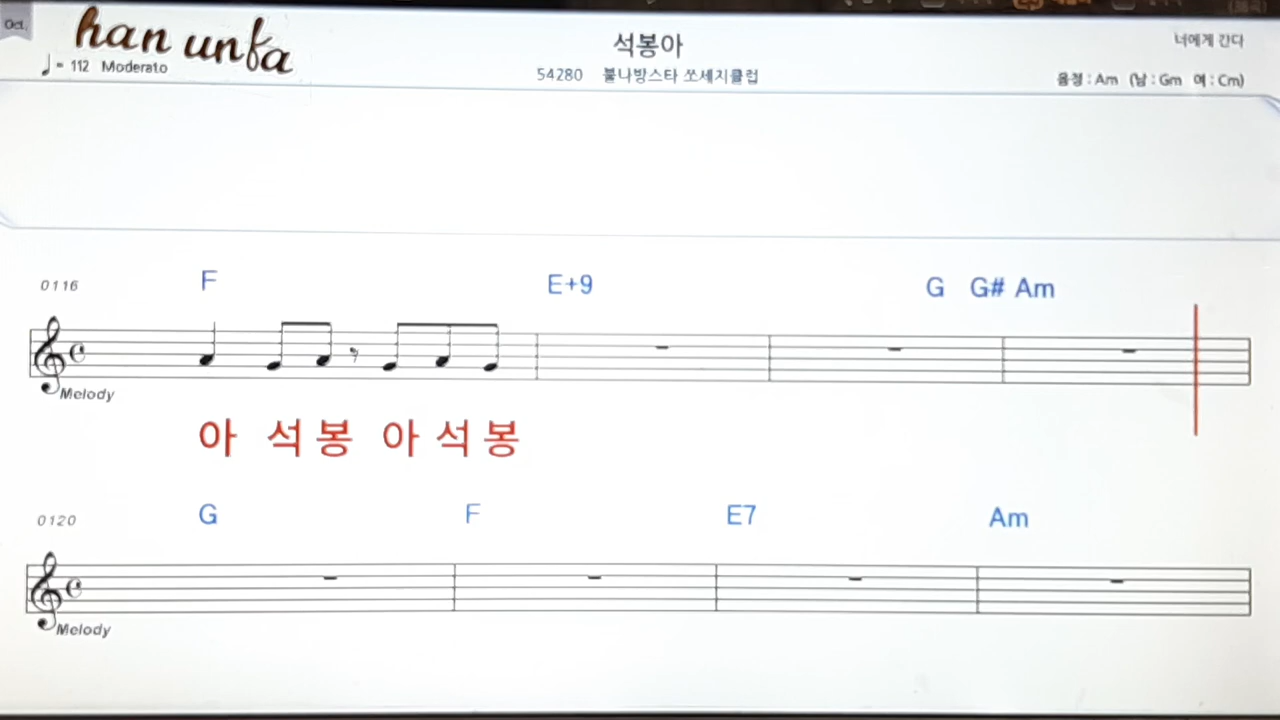 Oct.
han unfa
♩= 112 Moderato
석봉아
54280 불나방스타 쏘세지클럽
너에게 간다
음정 : Am (남 : Gm 여 : Cm)
0116 F E+9 G G# Am
Melody
아 석 봉 아 석 봉
0120 G F E7 Am
Melody